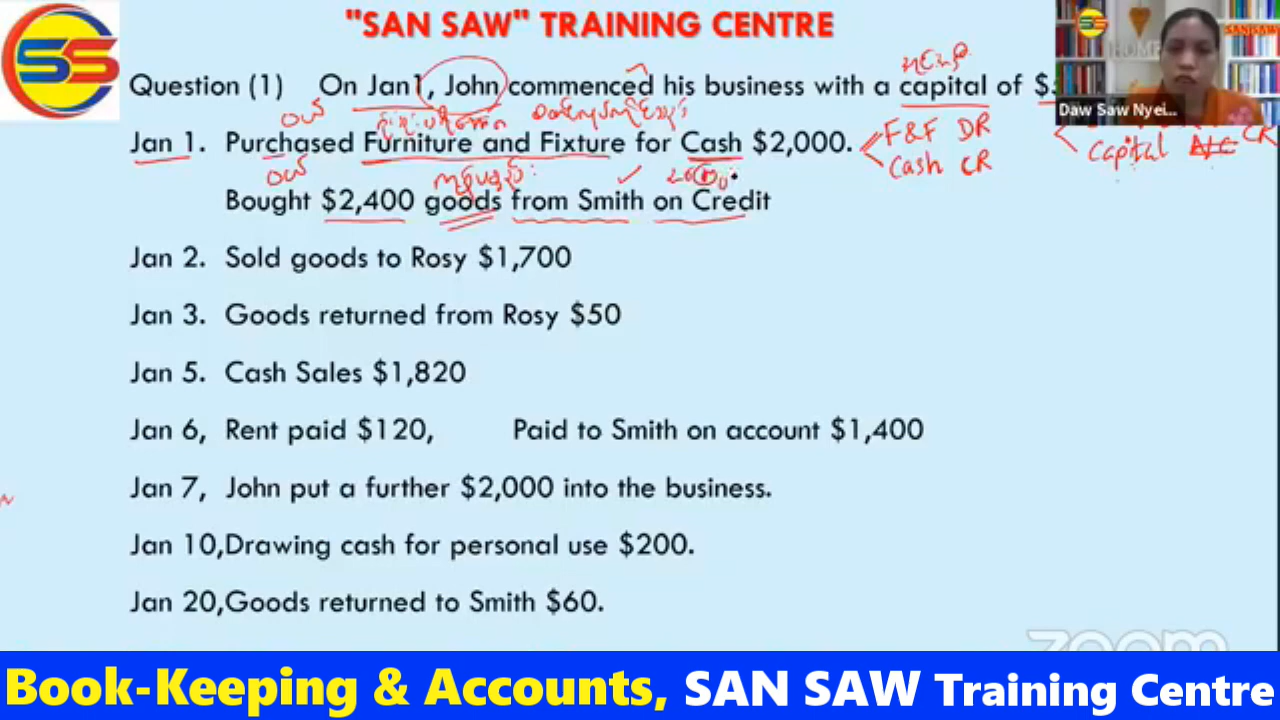 "SAN SAW" TRAINING CENTRE
SS
Question (1) On Jan1, John commenced his business with a capital of $
Daw Saw Nyei...
Jan 1. Purchased Furniture and Fixture for Cash $2,000.
F&F DR
Cash CR
Capital A/C CR
Bought $2,400 goods from Smith on Credit
Jan 2. Sold goods to Rosy $1,700
Jan 3. Goods returned from Rosy $50
Jan 5. Cash Sales $1,820
Jan 6, Rent paid $120, Paid to Smith on account $1,400
Jan 7, John put a further $2,000 into the business.
Jan 10,Drawing cash for personal use $200.
Jan 20,Goods returned to Smith $60.
zoom
Book-Keeping & Accounts, SAN SAW Training Centre